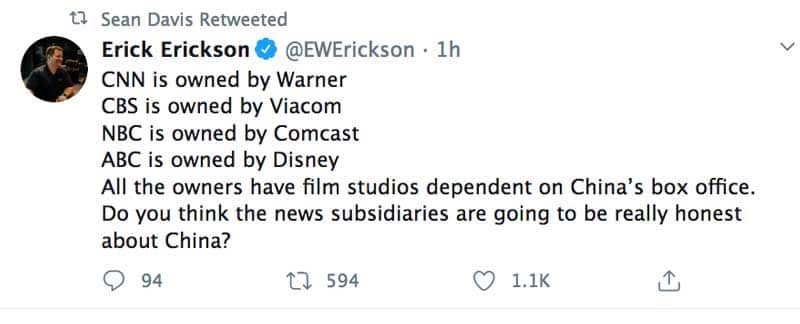 Sean Davis Retweeted
Erick Erickson @EWErickson · 1h
CNN is owned by Warner
CBS is owned by Viacom
NBC is owned by Comcast
ABC is owned by Disney
All the owners have film studios dependent on China's box office.
Do you think the news subsidiaries are going to be really honest
about China?
94 594 1.1K